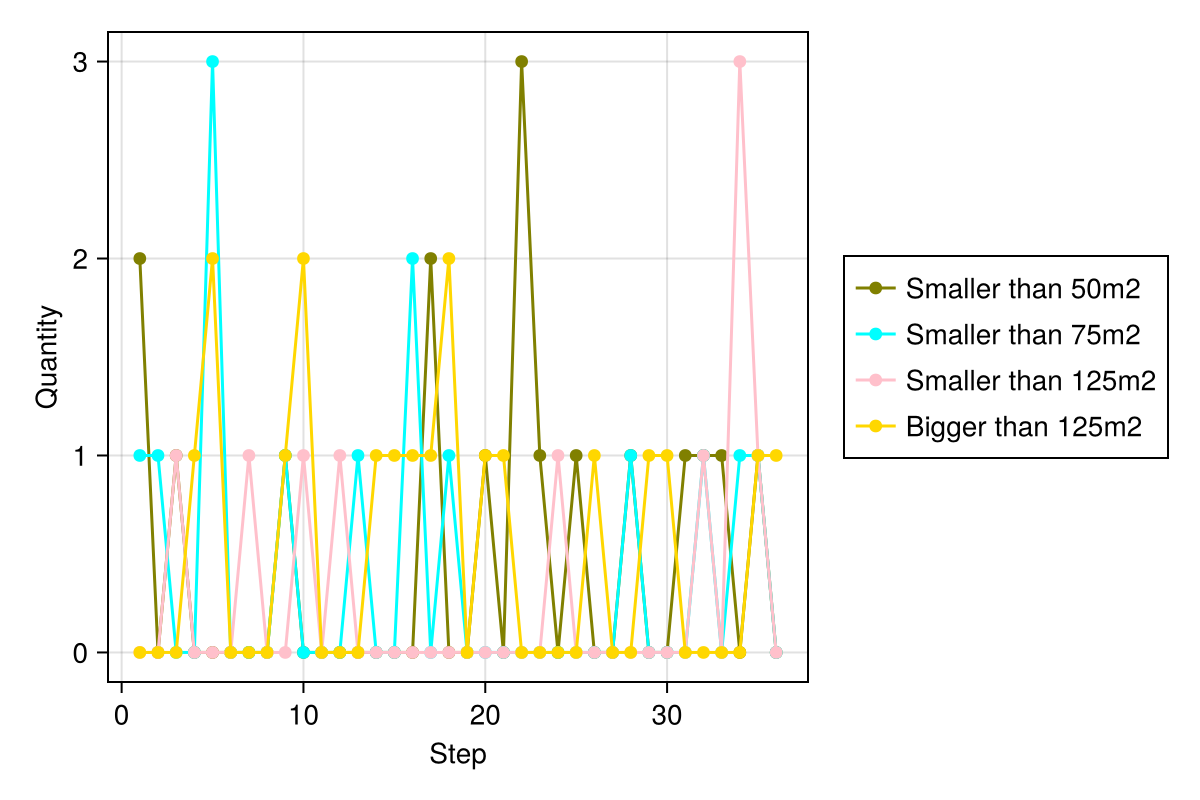 3
2
1
0
Quantity
0 10 20 30
Step
Smaller than 50m2
Smaller than 75m2
Smaller than 125m2
Bigger than 125m2